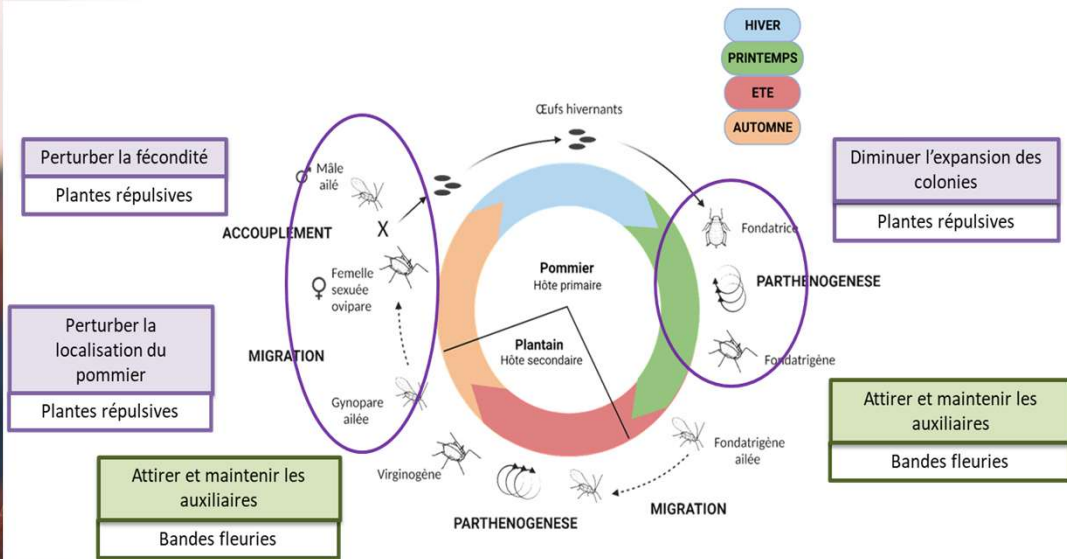 HIVER
PRINTEMPS
ETE
AUTOMNE
Œufs hivernants
Perturber la fécondité
Plantes répulsives
♂ Mâle
ailé
ACCOUPLEMENT
X
♀ Femelle
sexuée
ovipare
Perturber la
localisation du
pommier
Plantes répulsives
MIGRATION
Gynopare
ailée
Attirer et maintenir les
auxiliaires
Bandes fleuries
Virginogène
PARTHENOGENESE
Pommier
Hôte primaire
Plantain
Hôte secondaire
Diminuer l’expansion des
colonies
Plantes répulsives
Fondatrice
PARTHENOGENESE
Fondatrigène
Attirer et maintenir les
auxiliaires
Bandes fleuries
Fondatrigène
ailée
MIGRATION